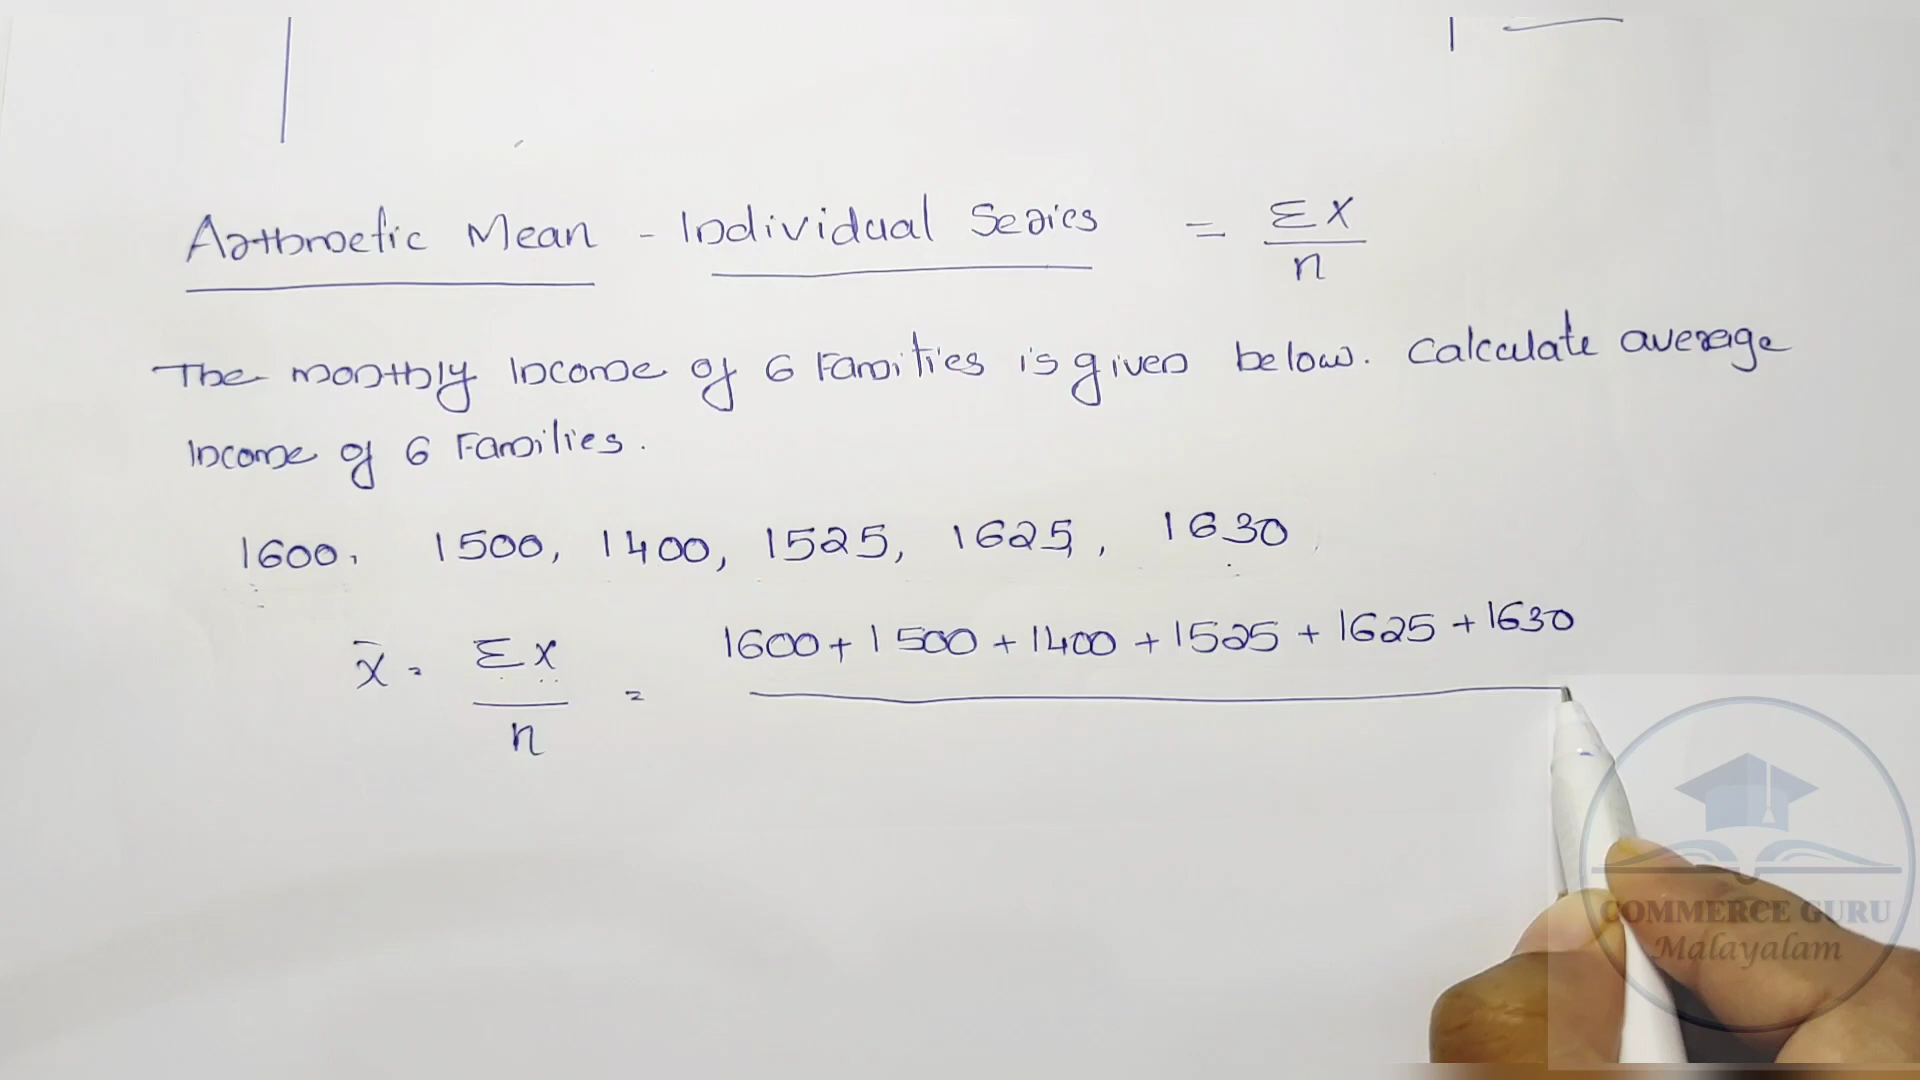 Arithmetic Mean - Individual Series = ΣX / n
The monthly Income of 6 Families is given below. Calculate average
Income of 6 Families.
1600, 1500, 1400, 1525, 1625, 1630
x̄ = Σx / n = 1600 + 1500 + 1400 + 1525 + 1625 + 1630
COMMERCE GURU
Malayalam